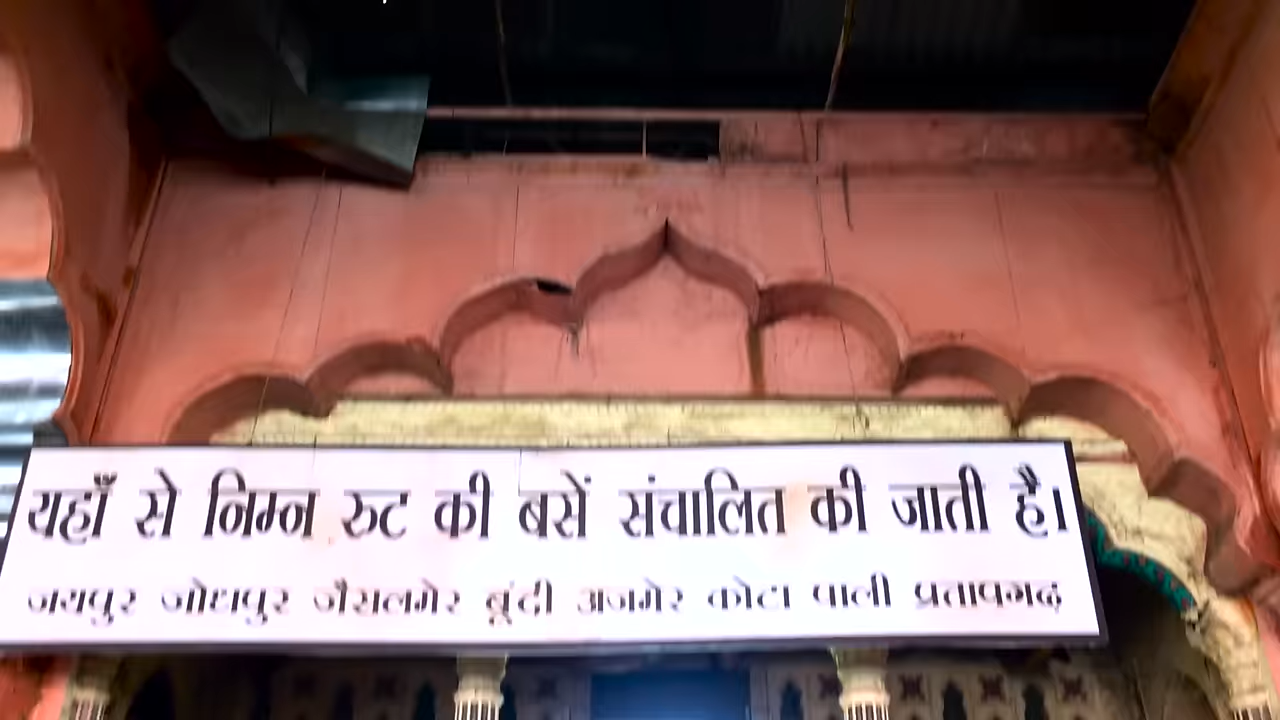 यहाँ से निम्न रुट की बसें संचालित की जाती है।
जयपुर जोधपुर जैसलमेर बूंदी अजमेर कोटा पाली प्रतापगढ़